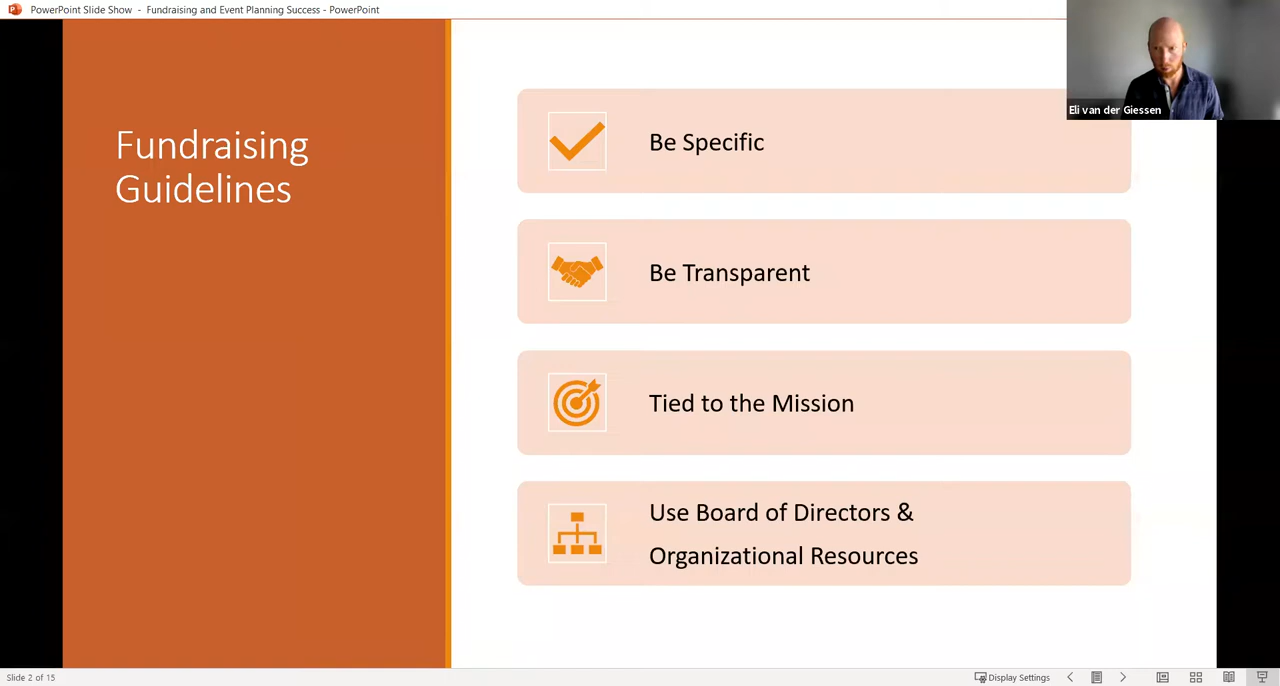 PowerPoint Slide Show - Fundraising and Event Planning Success - PowerPoint
Eli van der Giessen
Fundraising
Guidelines
Be Specific
Be Transparent
Tied to the Mission
Use Board of Directors &
Organizational Resources
Slide 2 of 15
Display Settings